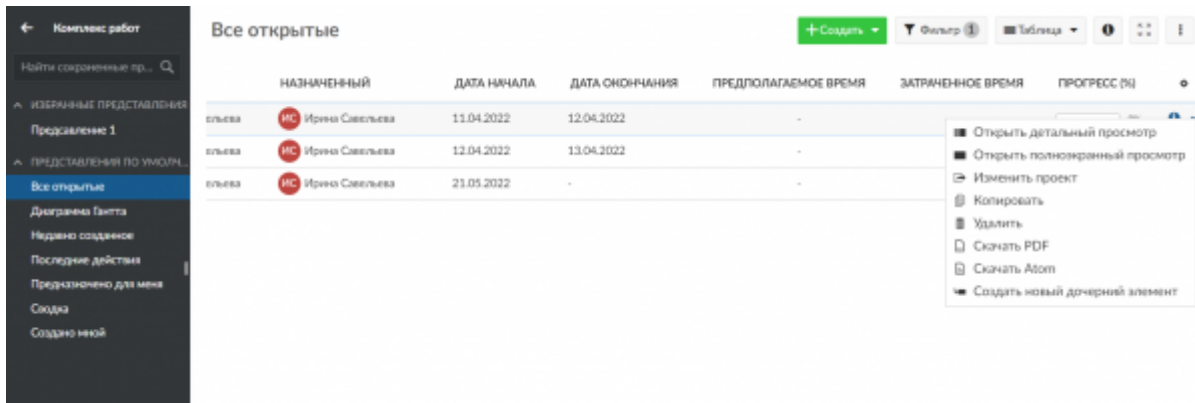 Комплекс работ
Найти сохраненные пр...
ИЗБРАННЫЕ ПРЕДСТАВЛЕНИЯ
Предсавление 1
ПРЕДСТАВЛЕНИЯ ПО УМОЛЧ...
Все открытые
Диаграмма Гантта
Недавно созданное
Последние действия
Предназначено для меня
Сводка
Создано мной
Все открытые
+ Создать
Фильтр 1
Таблица
НАЗНАЧЕННЫЙ ДАТА НАЧАЛА ДАТА ОКОНЧАНИЯ ПРЕДПОЛАГАЕМОЕ ВРЕМЯ ЗАТРАЧЕННОЕ ВРЕМЯ ПРОГРЕСС (%)
ельева ИС Ирина Савельева 11.04.2022 12.04.2022 -
ельева ИС Ирина Савельева 12.04.2022 13.04.2022 -
ельева ИС Ирина Савельева 21.05.2022 - -
Открыть детальный просмотр
Открыть полноэкранный просмотр
Изменить проект
Копировать
Удалить
Скачать PDF
Скачать Atom
Создать новый дочерний элемент